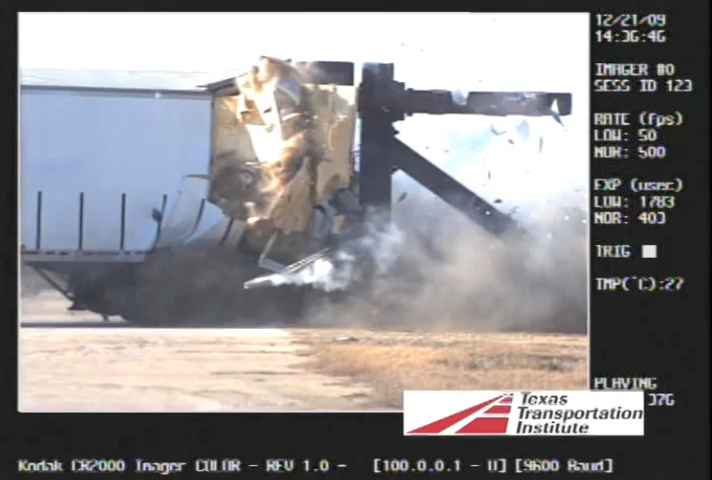 12/21/09
14:36:46
IMAGER #0
SESS ID 123
RATE (fps)
LOW: 50
NOR: 500
EXP (usec)
LOW: 1783
NOR: 403
TRIG
TMP(°C):27
PLAYING
Texas
Transportation
Institute
Kodak CR2000 Imager COLOR - REV 1.0 - [100.0.0.1 - U] [9600 Baud]